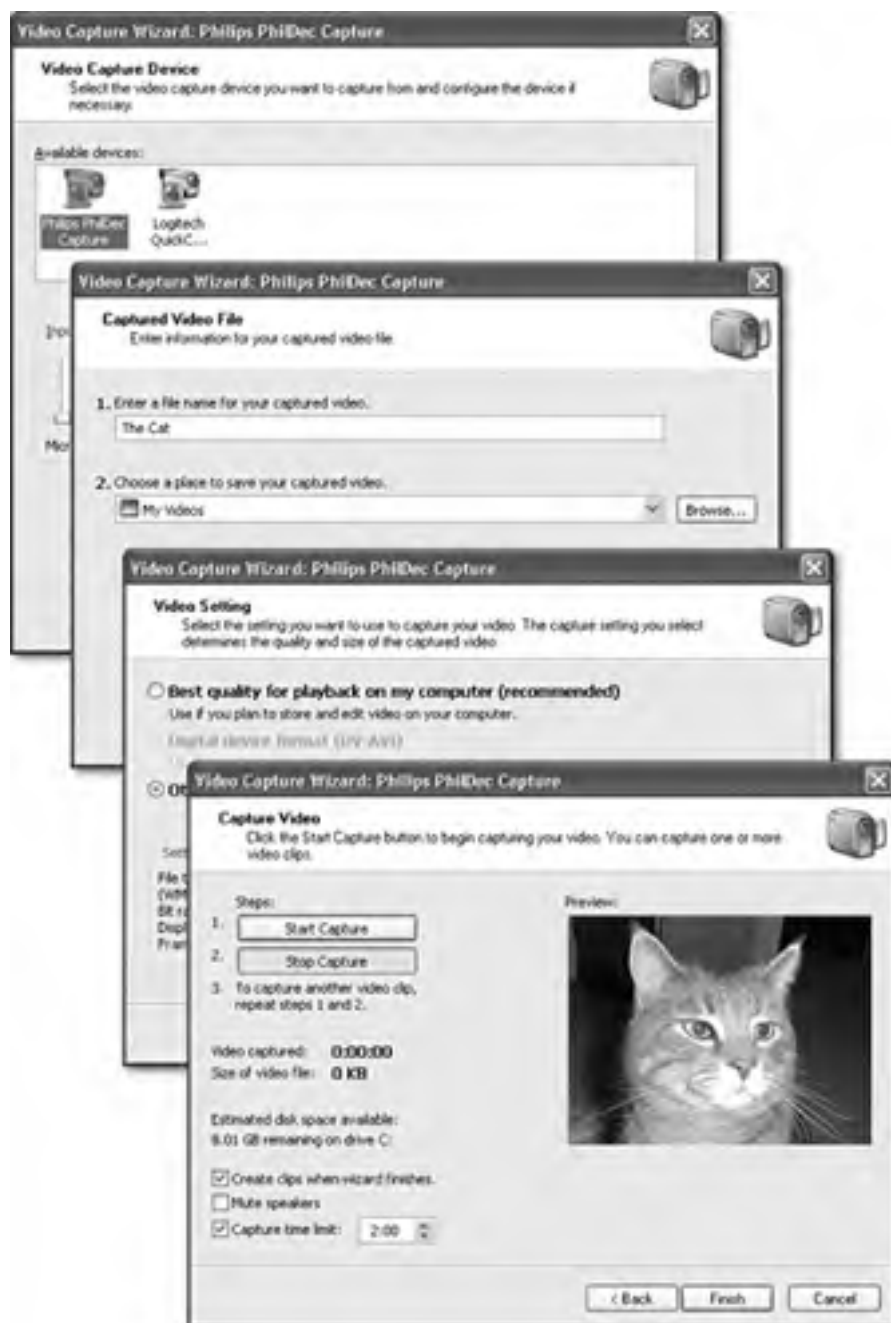 Video Capture Wizard: Philips PhilDec Capture
Video Capture Device
Select the video capture device you want to capture from and configure the device if
necessary.
Available devices:
Philips PhilDec
Capture
Logitech
QuickC...
Video Capture Wizard: Philips PhilDec Capture
Captured Video File
Enter information for your captured video file.
1. Enter a file name for your captured video.
The Cat
2. Choose a place to save your captured video.
My Videos
Browse...
Video Capture Wizard: Philips PhilDec Capture
Video Setting
Select the setting you want to use to capture your video. The capture setting you select
determines the quality and size of the captured video.
Best quality for playback on my computer (recommended)
Use if you plan to store and edit video on your computer.
Digital device format (DV-AVI)
Video Capture Wizard: Philips PhilDec Capture
Capture Video
Click the Start Capture button to begin capturing your video. You can capture one or more
video clips.
Steps:
1. Start Capture
2. Stop Capture
3. To capture another video clip,
repeat steps 1 and 2.
Video captured: 0:00:00
Size of video file: 0 KB
Estimated disk space available:
8.01 GB remaining on drive C:
Create clips when wizard finishes.
Mute speakers
Capture time limit: 2:00
Preview:
< Back
Finish
Cancel